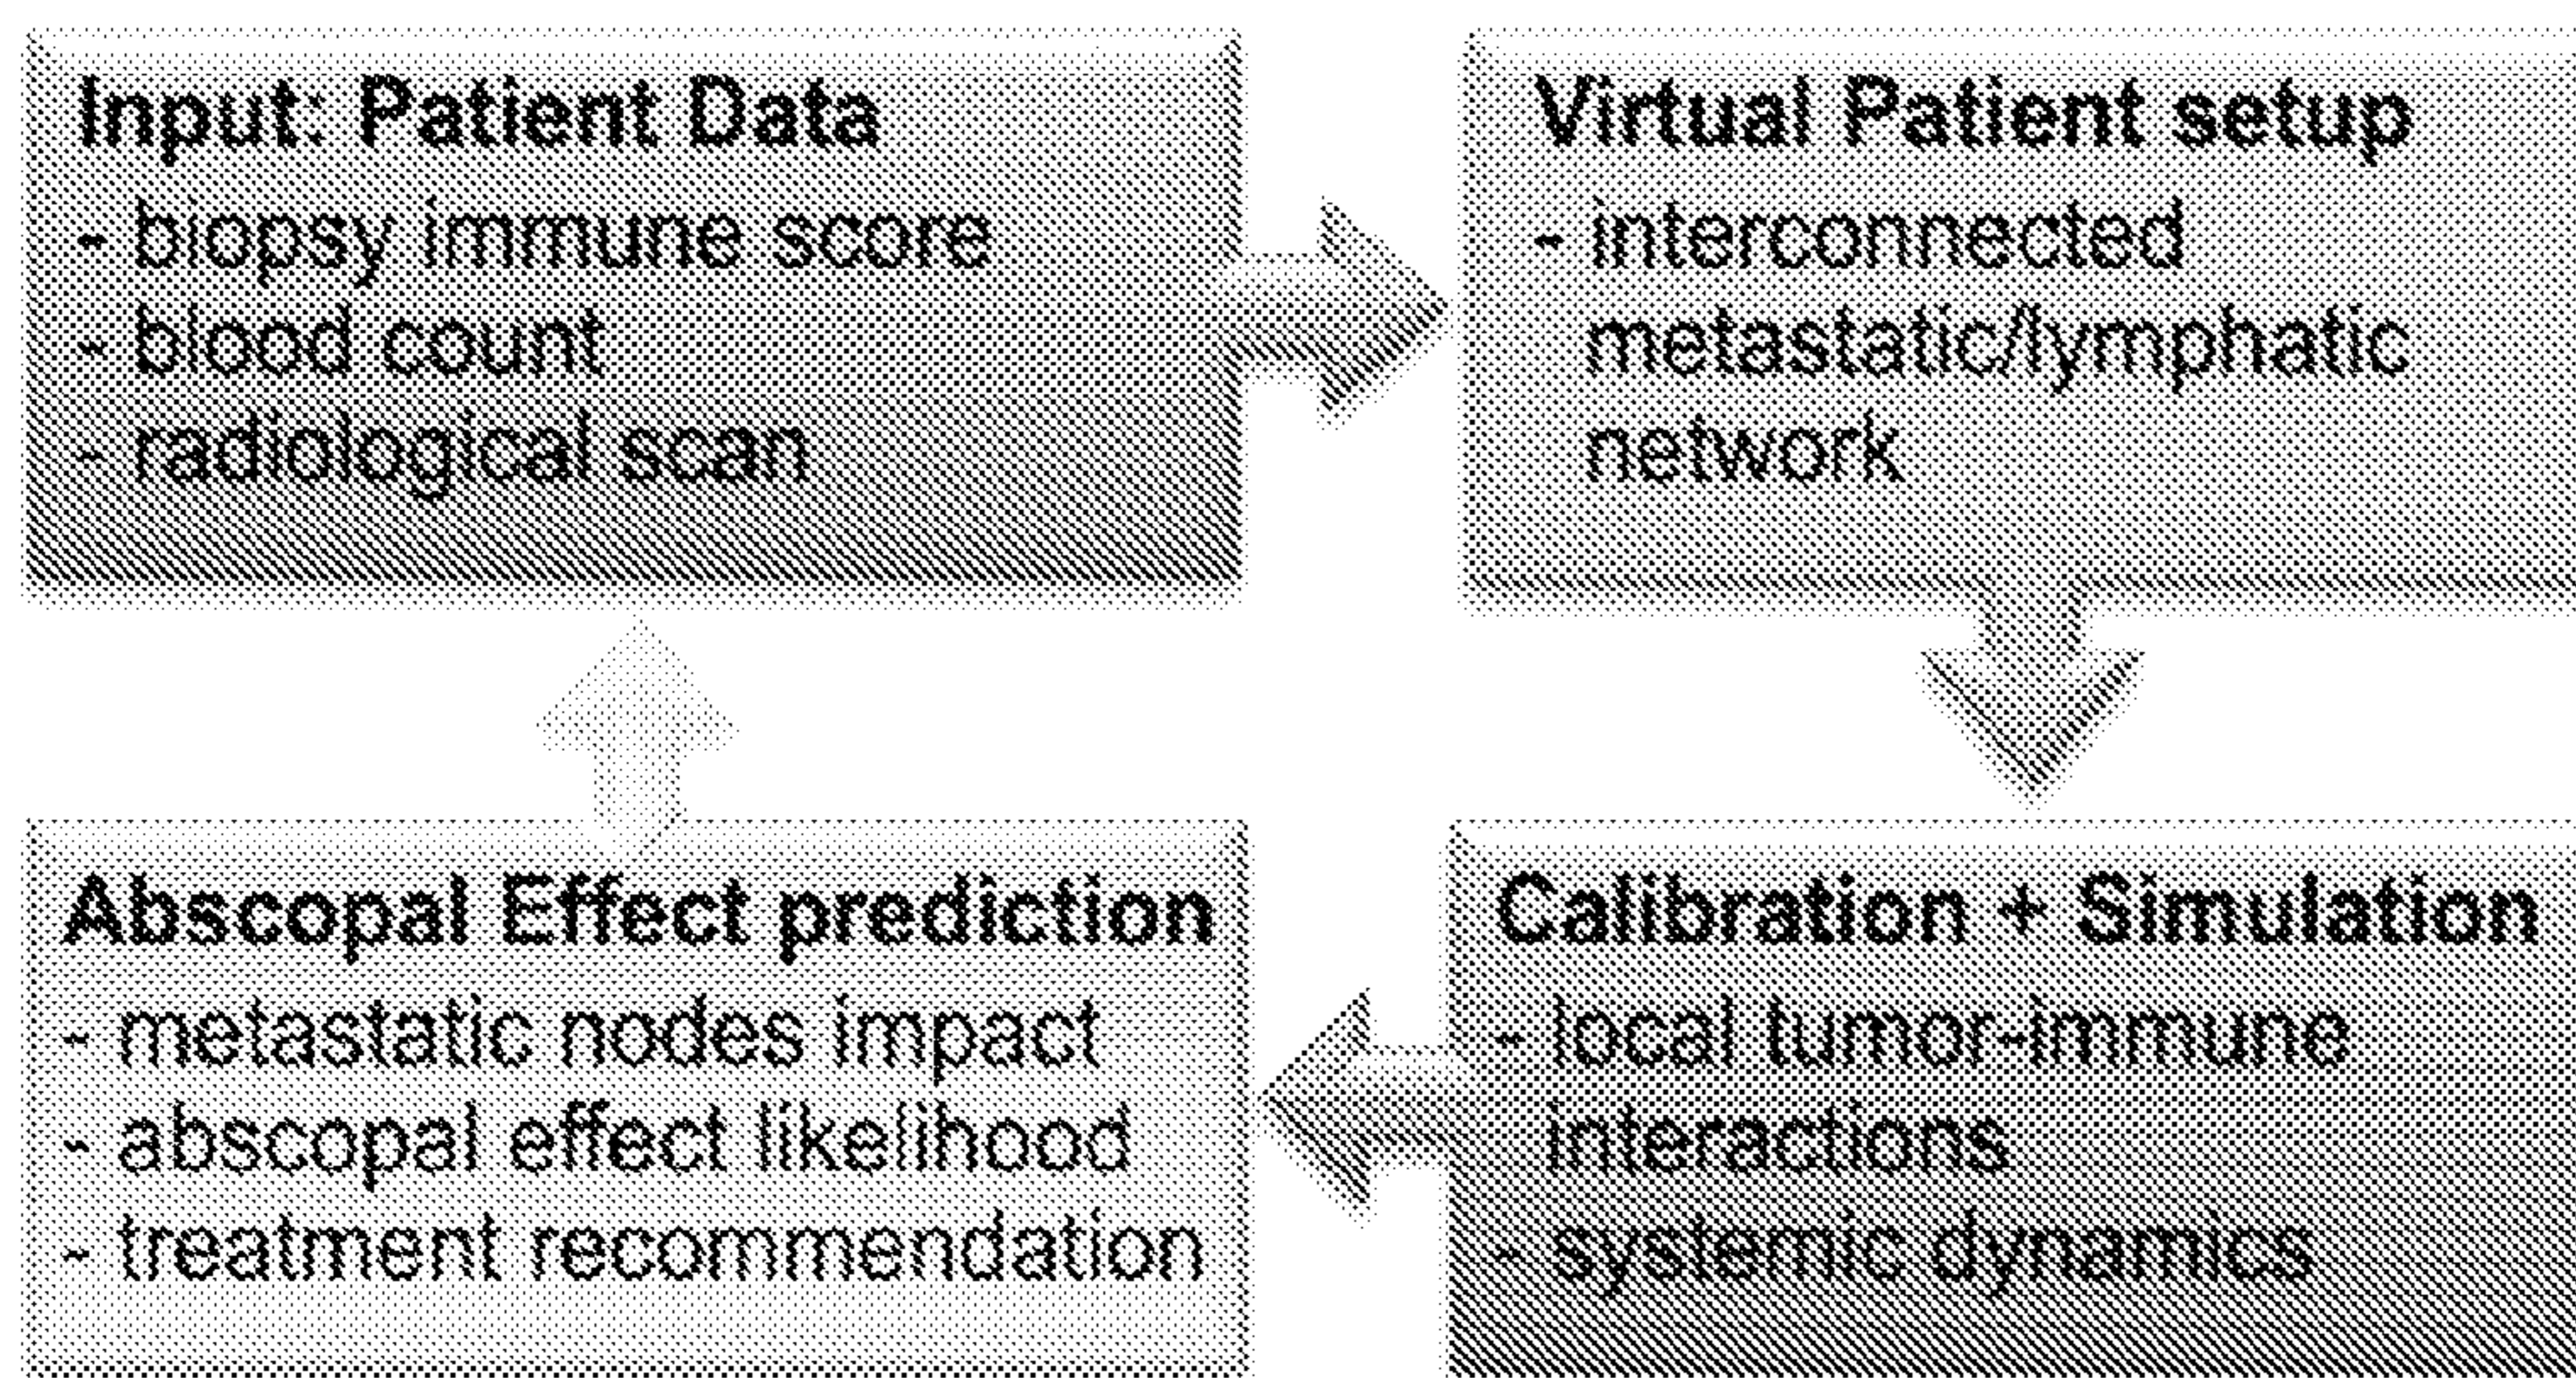 Input: Patient Data
- biopsy immune score
- blood count
- radiological scan
Virtual Patient setup
- interconnected
metastatic/lymphatic
network
Abscopal Effect prediction
- metastatic nodes impact
- abscopal effect likelihood
- treatment recommendation
Calibration + Simulation
- local tumor-immune
interactions
- systemic dynamics